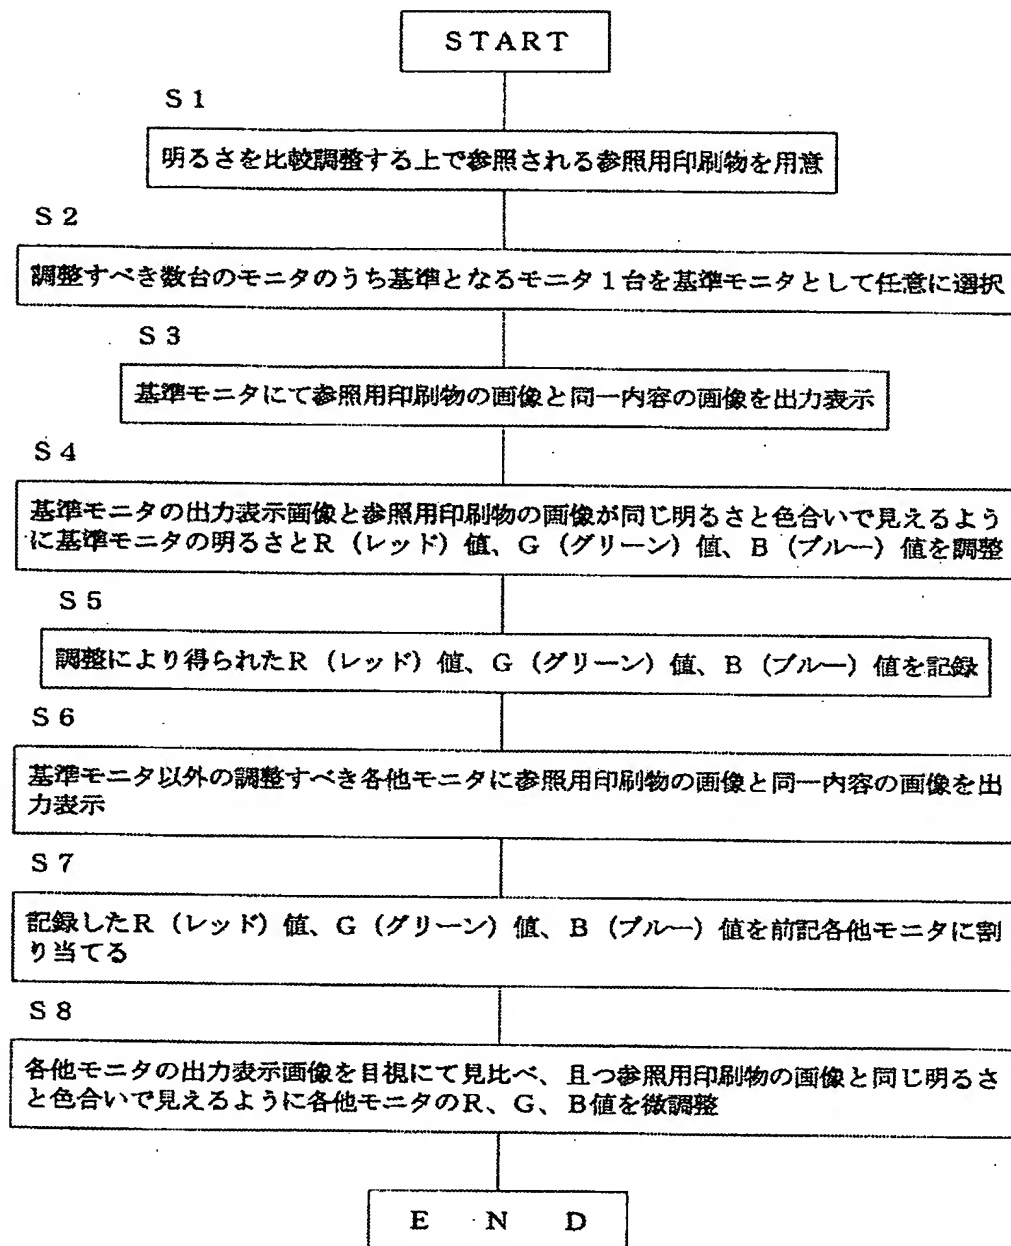 START
S1
明るさを比較調整する上で参照される参照用印刷物を用意
S2
調整すべき数台のモニタのうち基準となるモニタ1台を基準モニタとして任意に選択
S3
基準モニタにて参照用印刷物の画像と同一内容の画像を出力表示
S4
基準モニタの出力表示画像と参照用印刷物の画像が同じ明るさと色合いで見えるよう
に基準モニタの明るさとR(レッド)値、G(グリーン)値、B(ブルー)値を調整
S5
調整により得られたR(レッド)値、G(グリーン)値、B(ブルー)値を記録
S6
基準モニタ以外の調整すべき各他モニタに参照用印刷物の画像と同一内容の画像を出
力表示
S7
記録したR(レッド)値、G(グリーン)値、B(ブルー)値を前記各他モニタに割
り当てる
S8
各他モニタの出力表示画像を目視にて見比べ、且つ参照用印刷物の画像と同じ明るさ
と色合いで見えるように各他モニタのR、G、B値を微調整
END